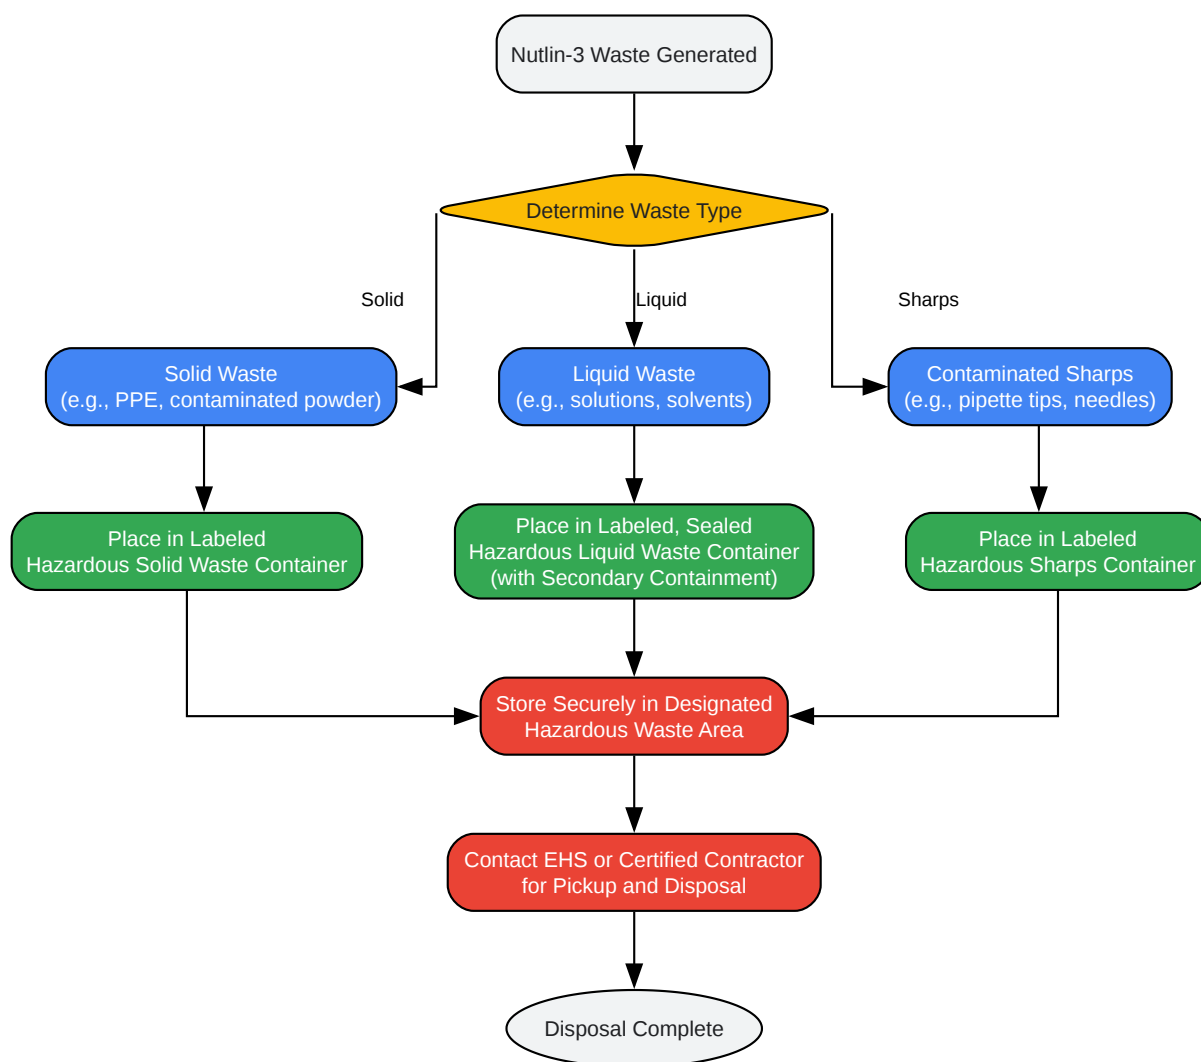 Nutlin-3 Waste Generated
Determine Waste Type
Solid
Liquid
Sharps
Solid Waste
(e.g., PPE, contaminated powder)
Liquid Waste
(e.g., solutions, solvents)
Contaminated Sharps
(e.g., pipette tips, needles)
Place in Labeled
Hazardous Solid Waste Container
Place in Labeled, Sealed
Hazardous Liquid Waste Container
(with Secondary Containment)
Place in Labeled
Hazardous Sharps Container
Store Securely in Designated
Hazardous Waste Area
Contact EHS or Certified Contractor
for Pickup and Disposal
Disposal Complete